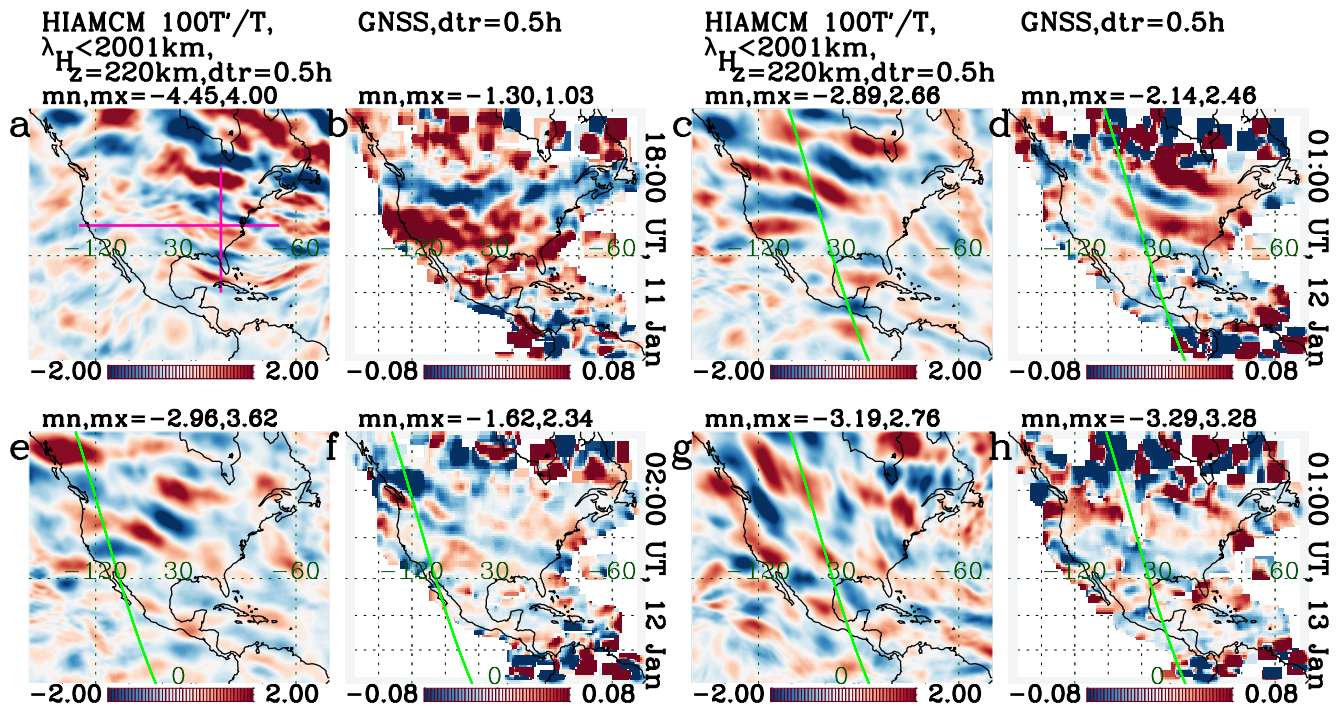 HIAMCM 100T'/T,
λH<2001km,
z=220km,dtr=0.5h
GNSS,dtr=0.5h
HIAMCM 100T'/T,
λH<2001km,
z=220km,dtr=0.5h
GNSS,dtr=0.5h
mn,mx=−4.45,4.00
mn,mx=−1.30,1.03
mn,mx=−2.89,2.66
mn,mx=−2.14,2.46
a
b
c
d
−120 30 −60
−120 30
−120 30 −60
−120 30 −60
18:00 UT, 11 Jan
01:00 UT, 12 Jan
−2.00 2.00
−0.08 0.08
−2.00 2.00
−0.08 0.08
mn,mx=−2.96,3.62
mn,mx=−1.62,2.34
mn,mx=−3.19,2.76
mn,mx=−3.29,3.28
e
f
g
h
−120 30 −60
−120 30 −60
−120 30 −60
−120 30 −60
0
0
0
0
02:00 UT, 12 Jan
01:00 UT, 13 Jan
−2.00 2.00
−0.08 0.08
−2.00 2.00
−0.08 0.08